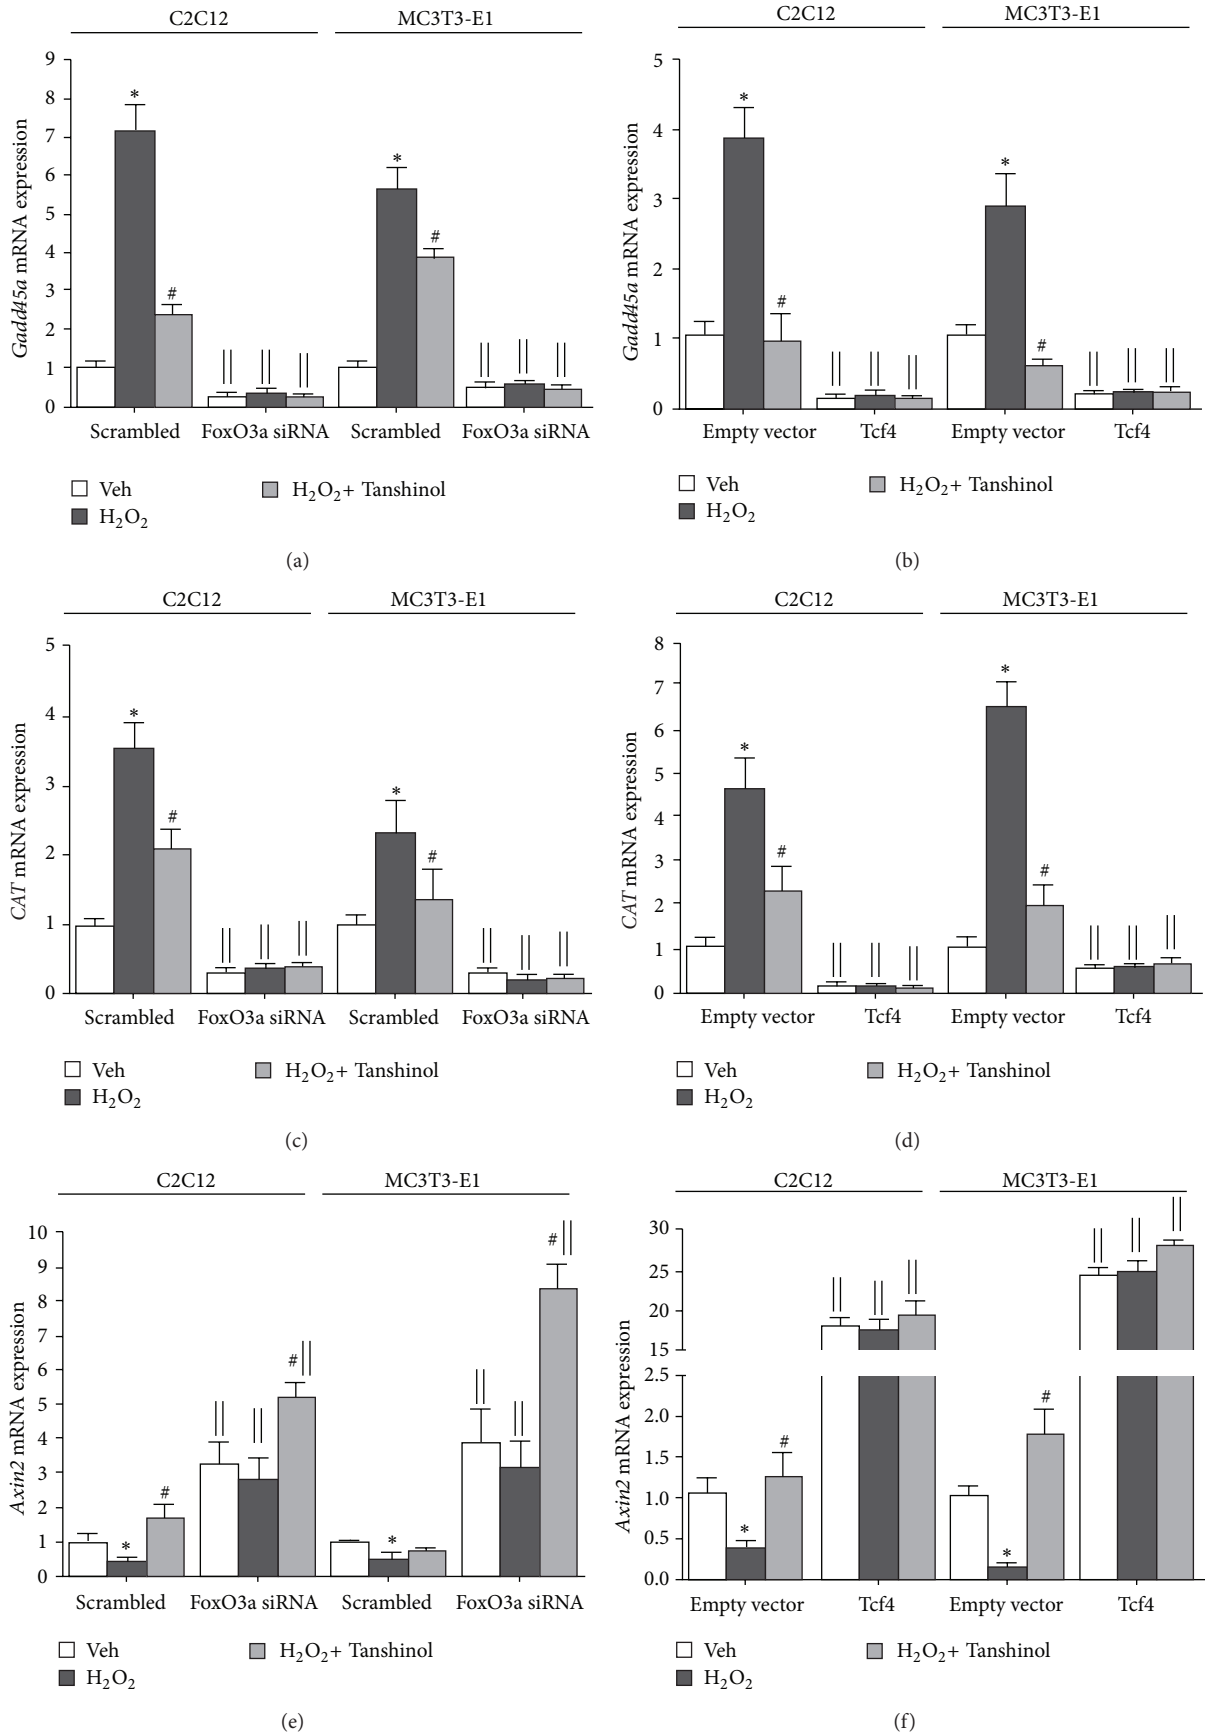 C2C12 MC3T3-E1
Gadd45a mRNA expression
9
8
7
6
5
4
3
2
1
0
*
#
*
#
|| || ||
|| || ||
Scrambled FoxO3a siRNA Scrambled FoxO3a siRNA
Veh H₂O₂+ Tanshinol
H₂O₂
(a)
C2C12 MC3T3-E1
Gadd45a mRNA expression
5
4
3
2
1
0
*
#
*
#
|| || ||
|| || ||
Empty vector Tcf4 Empty vector Tcf4
Veh H₂O₂+ Tanshinol
H₂O₂
(b)
C2C12 MC3T3-E1
CAT mRNA expression
5
4
3
2
1
0
*
#
*
#
|| || ||
|| || ||
Scrambled FoxO3a siRNA Scrambled FoxO3a siRNA
Veh H₂O₂+ Tanshinol
H₂O₂
(c)
C2C12 MC3T3-E1
CAT mRNA expression
8
7
6
5
4
3
2
1
0
*
#
*
#
|| || ||
|| || ||
Empty vector Tcf4 Empty vector Tcf4
Veh H₂O₂+ Tanshinol
H₂O₂
(d)
C2C12 MC3T3-E1
Axin2 mRNA expression
10
9
8
7
6
5
4
3
2
1
0
*
#
|| || #||
*
|| || #||
Scrambled FoxO3a siRNA Scrambled FoxO3a siRNA
Veh H₂O₂+ Tanshinol
H₂O₂
(e)
C2C12 MC3T3-E1
Axin2 mRNA expression
30
25
20
15
2.5
2.0
1.5
1.0
0.5
0.0
*
#
|| || ||
*
#
|| || ||
Empty vector Tcf4 Empty vector Tcf4
Veh H₂O₂+ Tanshinol
H₂O₂
(f)